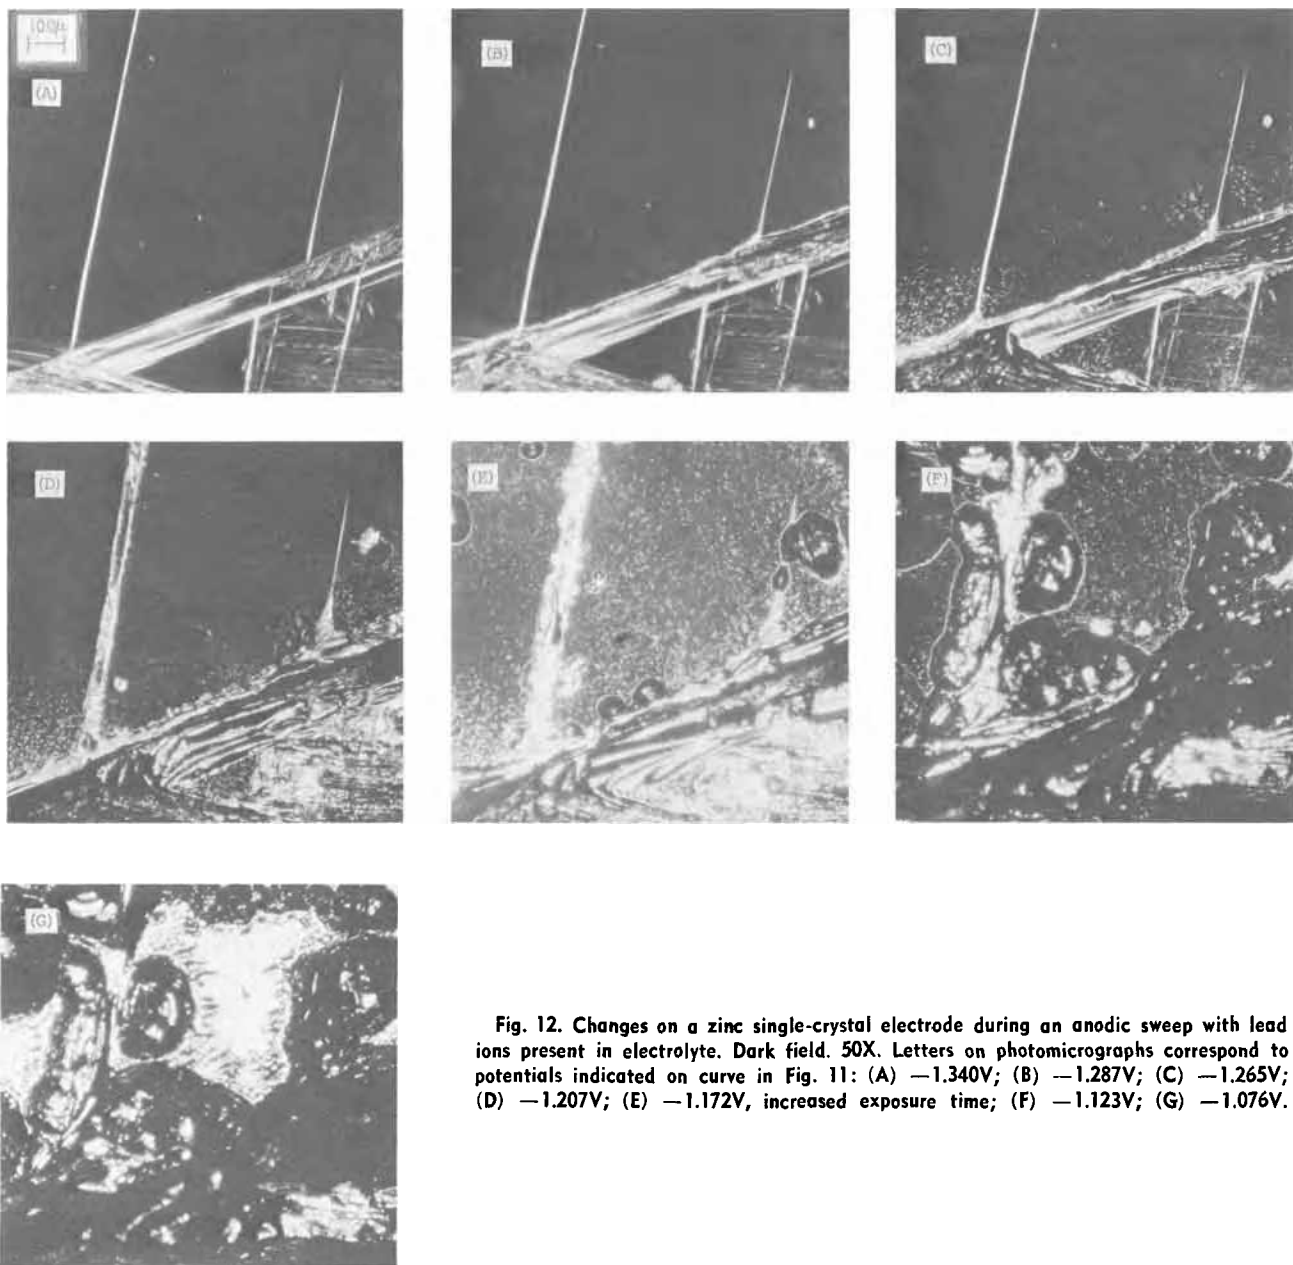 100μ
(A)
(B)
(C)
(D)
(E)
(F)
(G)
Fig. 12. Changes on a zinc single-crystal electrode during an anodic sweep with lead
ions present in electrolyte. Dark field. 50X. Letters on photomicrographs correspond to
potentials indicated on curve in Fig. 11: (A) —1.340V; (B) —1.287V; (C) —1.265V;
(D) —1.207V; (E) —1.172V, increased exposure time; (F) —1.123V; (G) —1.076V.